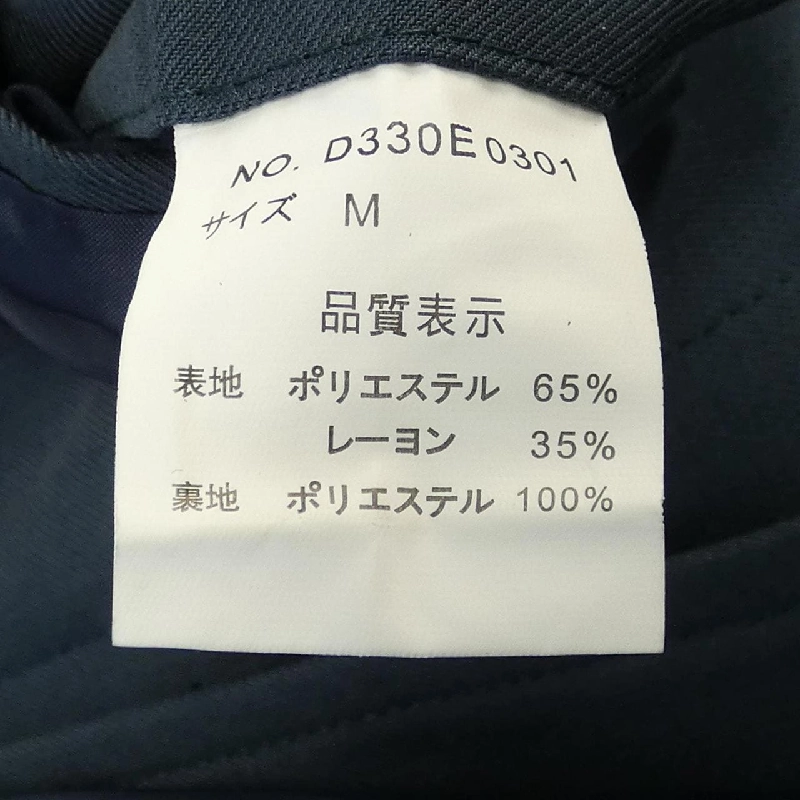 NO. D330E0301
サイズ M
品質表示
表地 ポリエステル 65%
レーヨン 35%
裏地 ポリエステル 100%